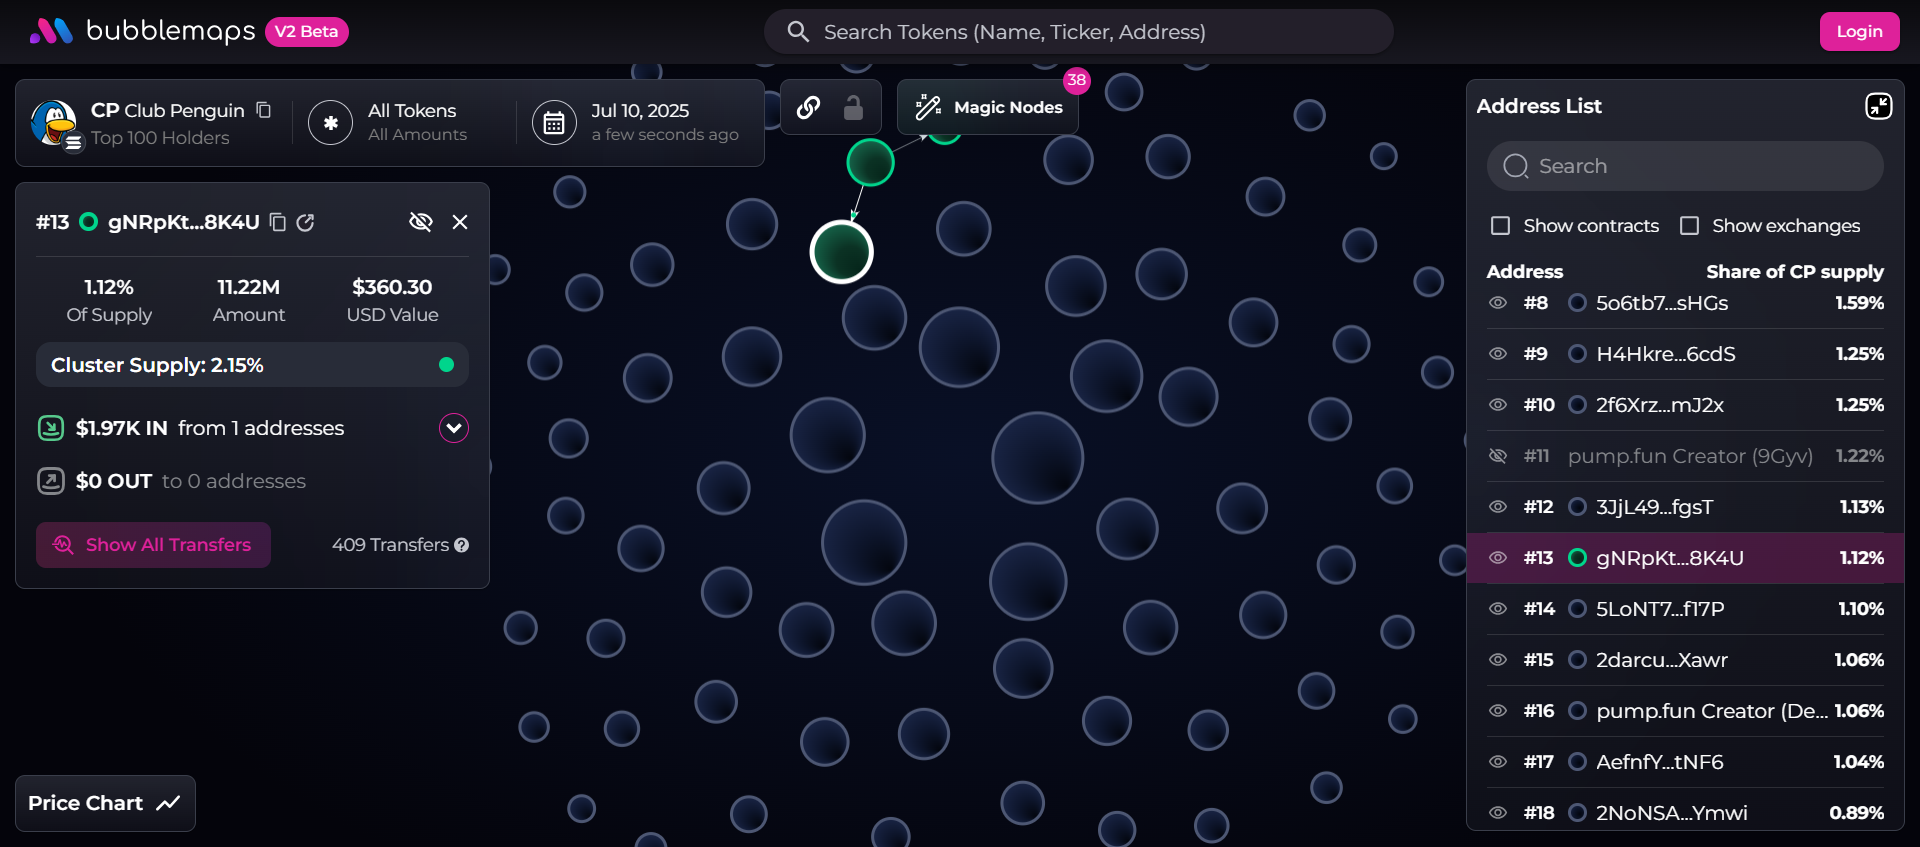 bubblemaps V2 Beta
Search Tokens (Name, Ticker, Address)
Login
CP Club Penguin
Top 100 Holders
All Tokens
All Amounts
Jul 10, 2025
a few seconds ago
Magic Nodes
38
#13 gNRpKt...8K4U
1.12% 11.22M $360.30
Of Supply Amount USD Value
Cluster Supply: 2.15%
$1.97K IN from 1 addresses
$0 OUT to 0 addresses
Show All Transfers 409 Transfers ?
Price Chart
Address List
Search
Show contracts Show exchanges
Address Share of CP supply
#8 5o6tb7...sHGs 1.59%
#9 H4Hkre...6cdS 1.25%
#10 2f6Xrz...mJ2x 1.25%
#11 pump.fun Creator (9Gyv) 1.22%
#12 3JjL49...fgsT 1.13%
#13 gNRpKt...8K4U 1.12%
#14 5LoNT7...f17P 1.10%
#15 2darcu...Xawr 1.06%
#16 pump.fun Creator (De... 1.06%
#17 AefnfY...tNF6 1.04%
#18 2NoNSA...Ymwi 0.89%